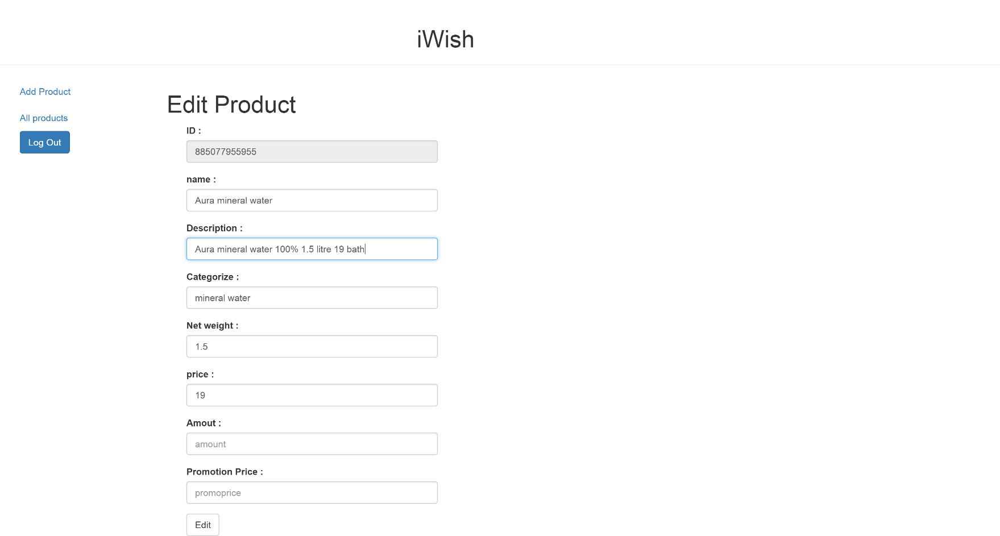 iWish
Add Product
All products
Log Out
Edit Product
ID :
885077955955
name :
Aura mineral water
Description :
Aura mineral water 100% 1.5 litre 19 bath
Categorize :
mineral water
Net weight :
1.5
price :
19
Amout :
amount
Promotion Price :
promoprice
Edit